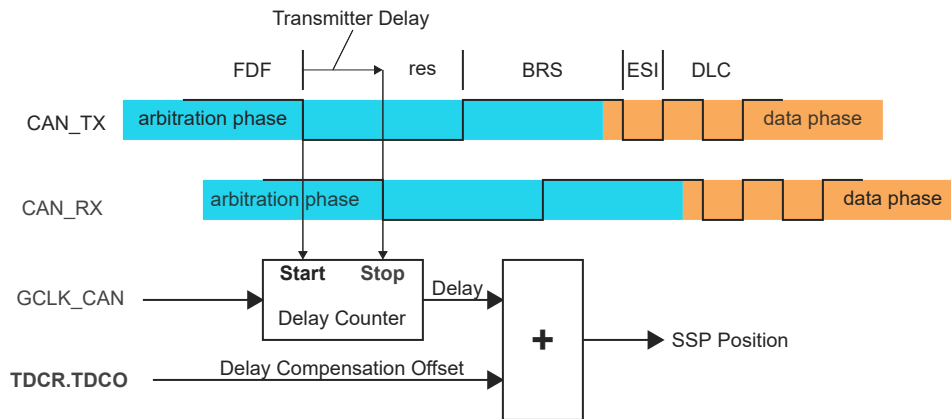 Transmitter Delay
FDF res BRS ESI DLC
CAN_TX arbitration phase data phase
CAN_RX arbitration phase data phase
Start Stop
GCLK_CAN Delay Counter Delay
+ SSP Position
TDCR.TDCO Delay Compensation Offset